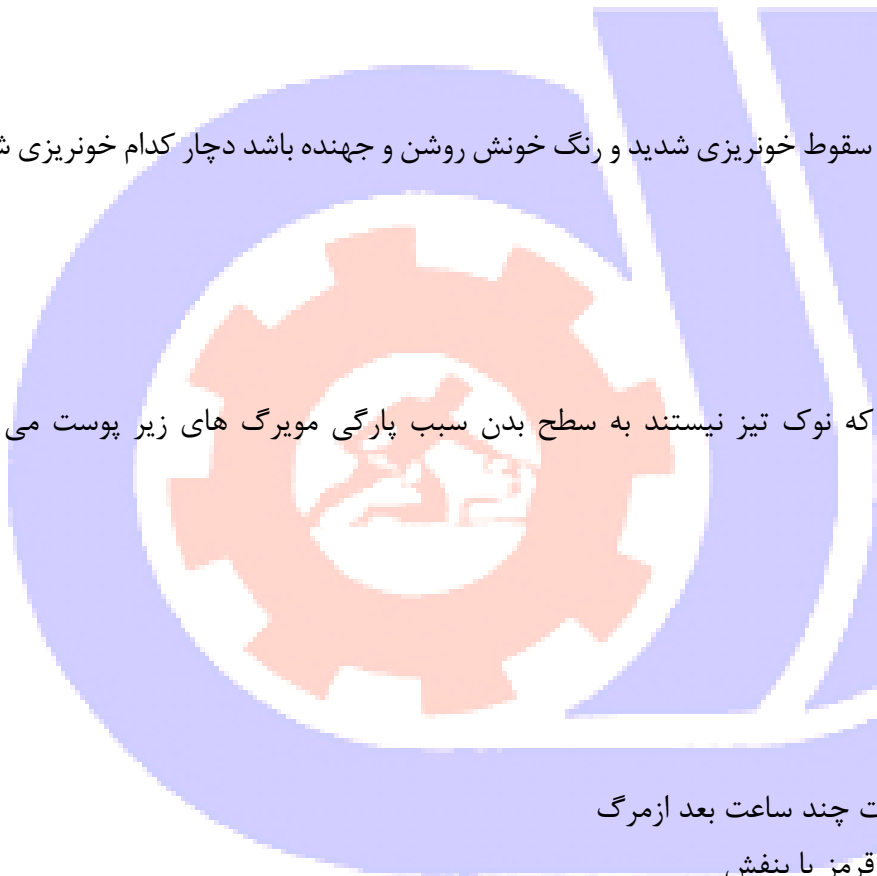 سقوط خونریزی شدید و رنگ خونش روشن و جهنده باشد دچار کدام خونریزی
که نوک تیز نیستند به سطح بدن سبب پارگی مویرگ های زیر پوست می
چند ساعت بعد ازمرگ
قرمز یا بنفش